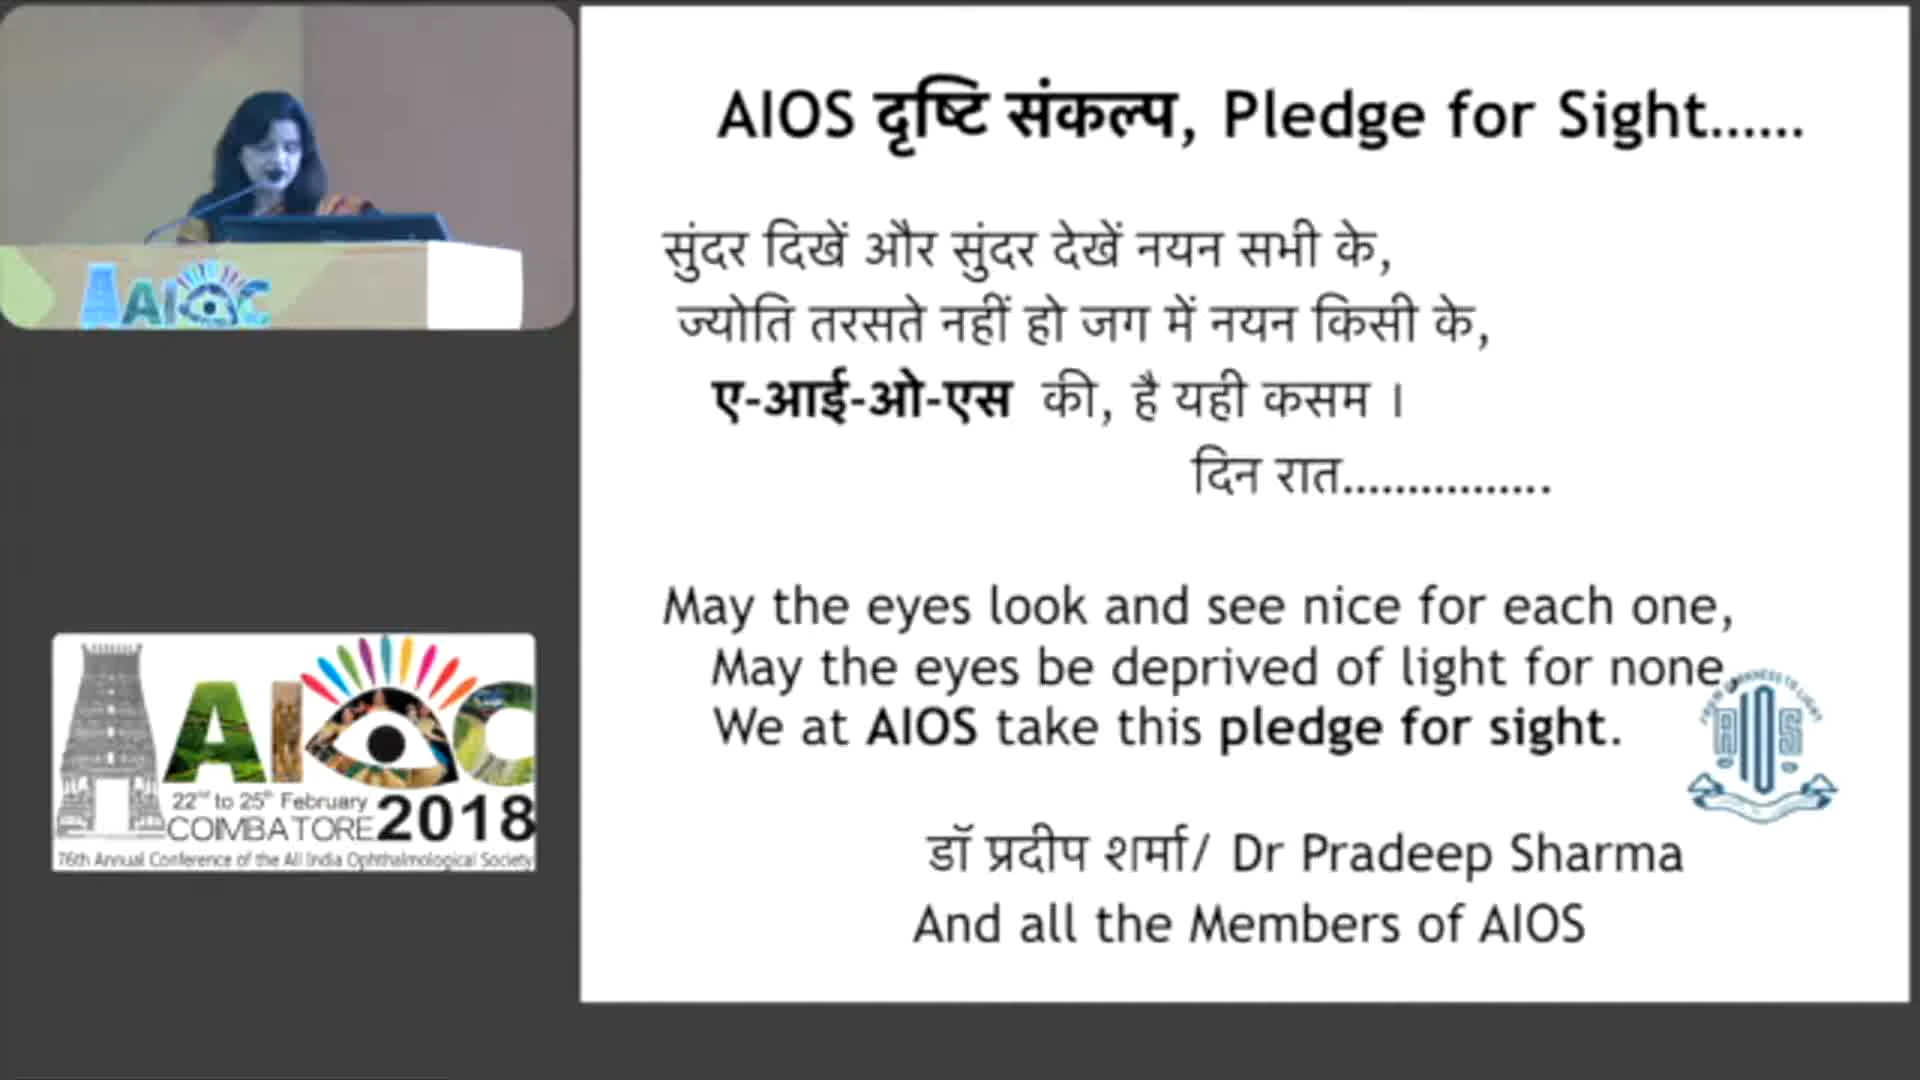 AIOS दृष्टि संकल्प, Pledge for Sight......
सुंदर दिखें और सुंदर देखें नयन सभी के,
ज्योति तरसते नहीं हो जग में नयन किसी के,
ए-आई-ओ-एस की, है यही कसम ।
दिन रात................
May the eyes look and see nice for each one,
May the eyes be deprived of light for none
We at AIOS take this pledge for sight.
डॉ प्रदीप शर्मा/ Dr Pradeep Sharma
And all the Members of AIOS
AIOC
AIOC
22nd to 25th February
COIMBATORE 2018
76th Annual Conference of the All India Ophthalmological Society
AIOS